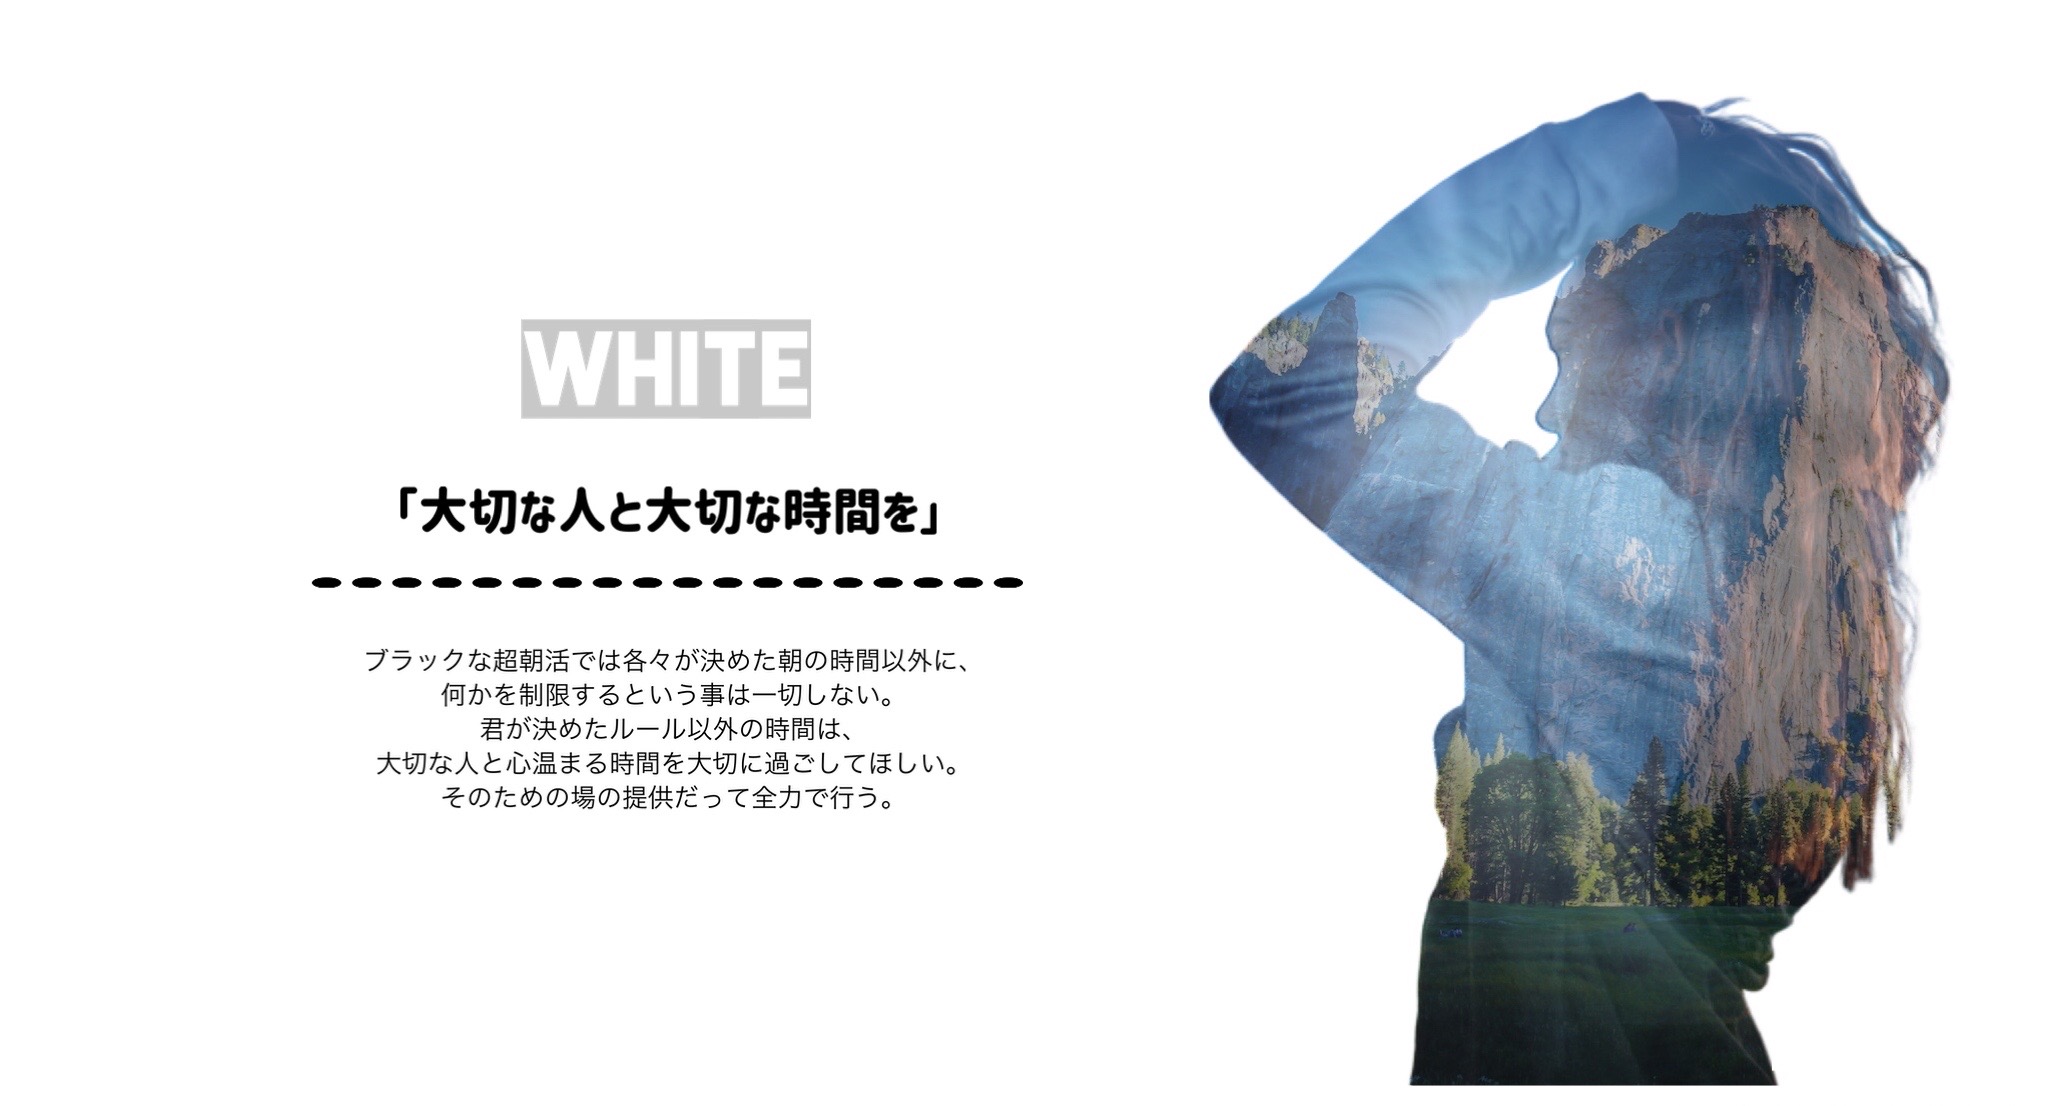 WHITE
「大切な人と大切な時間を」
ブラックな超朝活では各々が決めた朝の時間以外に、
何かを制限するという事は一切しない。
君が決めたルール以外の時間は、
大切な人と心温まる時間を大切に過ごしてほしい。
そのための場の提供だって全力で行う。